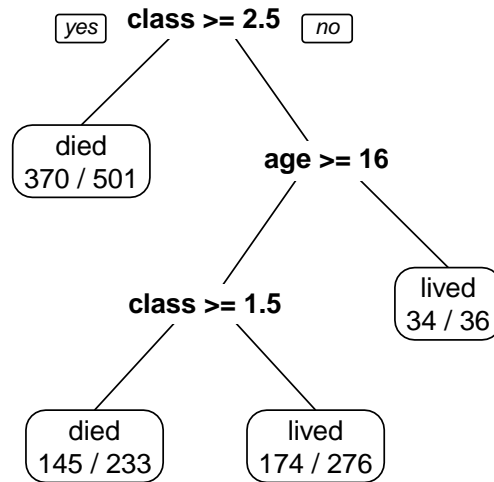 yes class >= 2.5 no
died
370 / 501
age >= 16
class >= 1.5
lived
34 / 36
died
145 / 233
lived
174 / 276